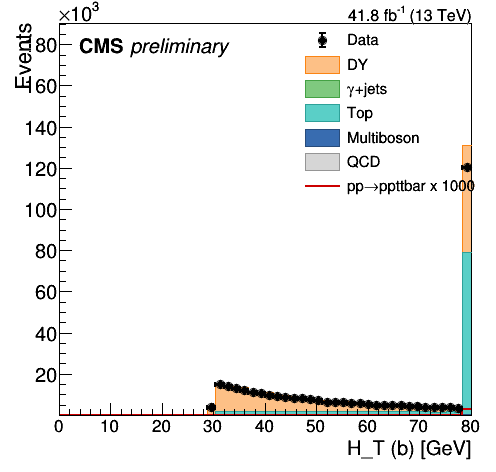 ×10³
41.8 fb⁻¹ (13 TeV)
Events
CMS preliminary
Data
DY
γ+jets
Top
Multiboson
QCD
pp→ppttbar x 1000
180
160
140
120
100
80
60
40
20
0 10 20 30 40 50 60 70 80
H_T (b) [GeV]